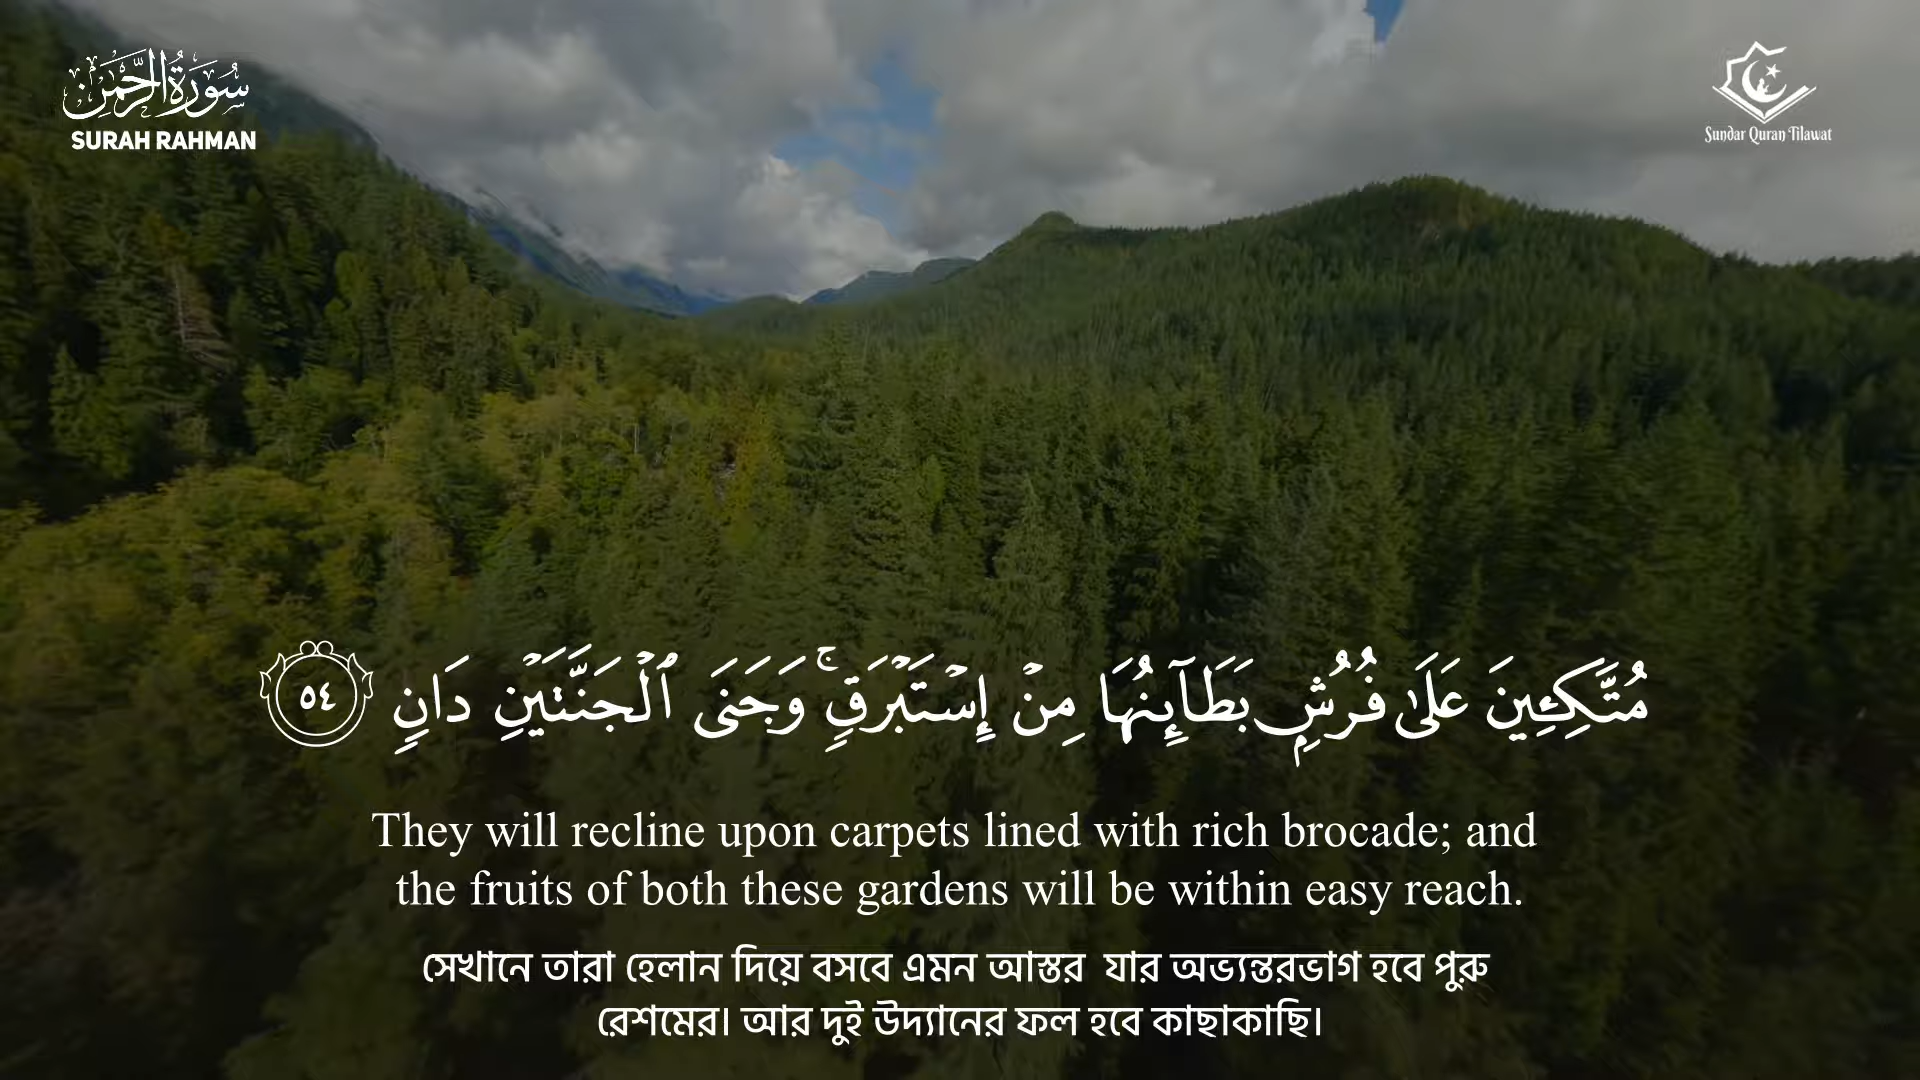 سُورَةُ الرَّحْمٰن
SURAH RAHMAN
Sundar Quran Tilawat
مُتَّكِـِٔينَ عَلَىٰ فُرُشِۭ بَطَآئِنُهَا مِنْ إِسْتَبْرَقٍۢ ۚ وَجَنَى ٱلْجَنَّتَيْنِ دَانٍ ٥٤
They will recline upon carpets lined with rich brocade; and
the fruits of both these gardens will be within easy reach.
সেখানে তারা হেলান দিয়ে বসবে এমন আস্তর যার অভ্যন্তরভাগ হবে পুরু
রেশমের। আর দুই উদ্যানের ফল হবে কাছাকাছি।